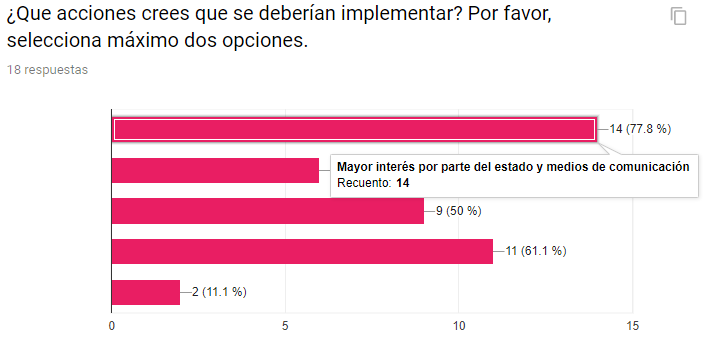 ¿Que acciones crees que se deberían implementar? Por favor,
selecciona máximo dos opciones.
18 respuestas
14 (77.8 %)
Mayor interés por parte del estado y medios de comunicación
Recuento: 14
9 (50 %)
11 (61.1 %)
2 (11.1 %)
0 5 10 15